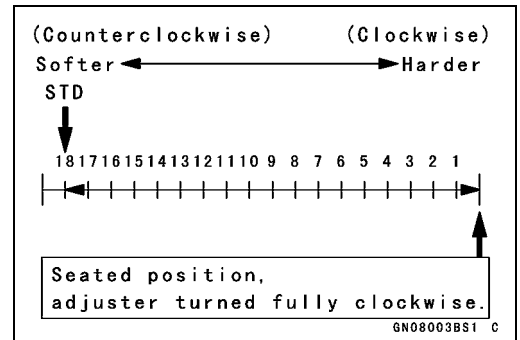 (Counterclockwise) (Clockwise)
Softer Harder
STD
18 17 16 15 14 13 12 11 10 9 8 7 6 5 4 3 2 1
Seated position,
adjuster turned fully clockwise.
GN08003BS1 C